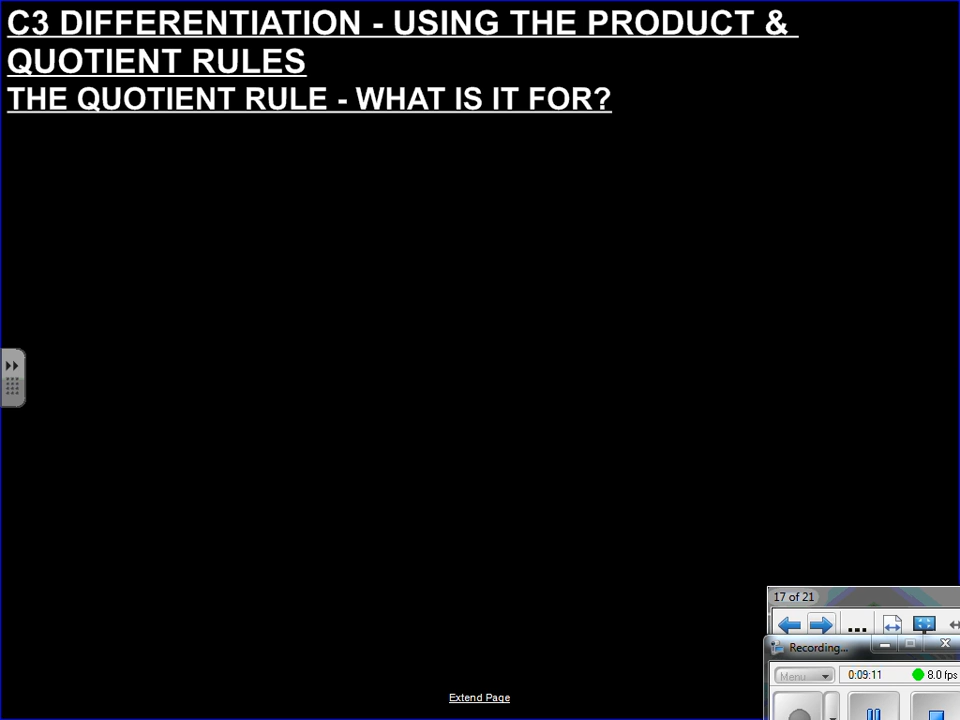 C3 DIFFERENTIATION - USING THE PRODUCT &
QUOTIENT RULES
THE QUOTIENT RULE - WHAT IS IT FOR?
17 of 21
...
Recording...
Menu
0:09:11
8.0 fps
Extend Page